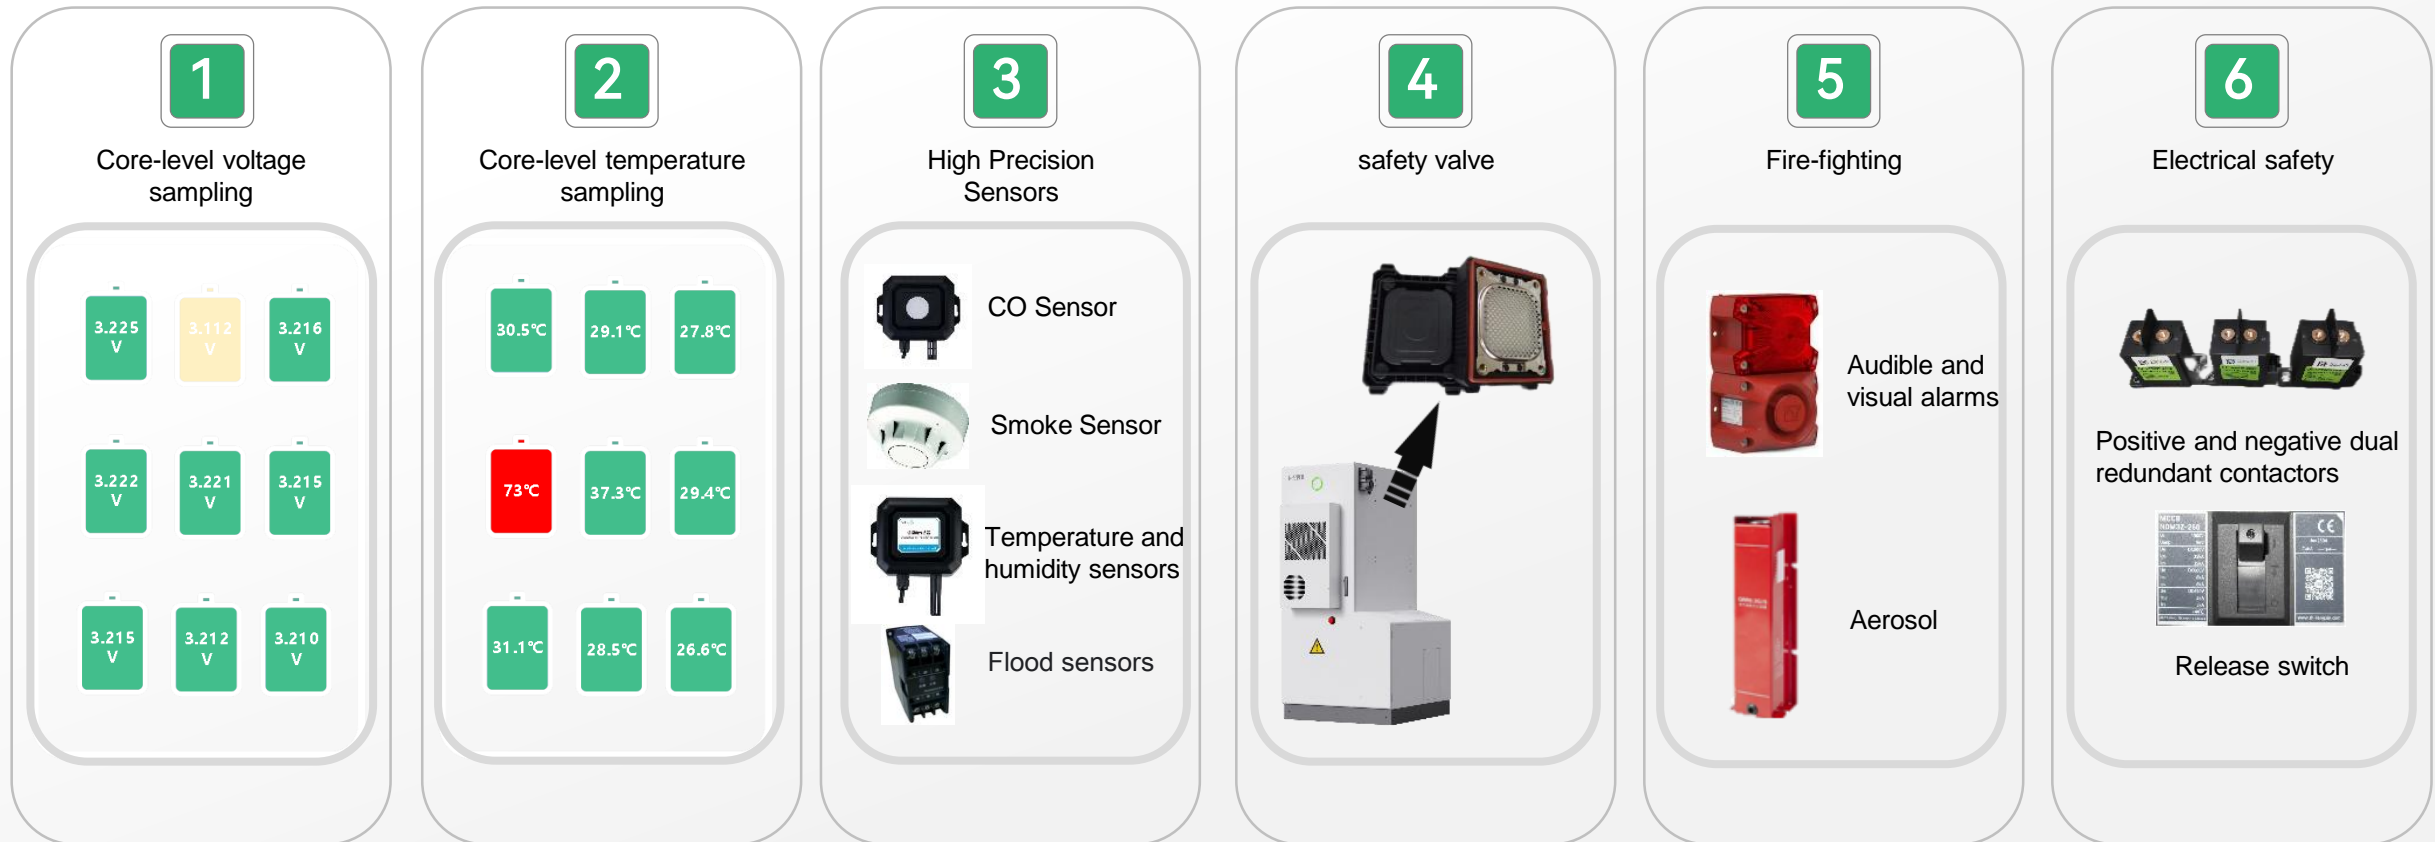 1
Core-level voltage
sampling
3.225
V
3.112
V
3.216
V
3.222
V
3.221
V
3.215
V
3.215
V
3.212
V
3.210
V
2
Core-level temperature
sampling
30.5℃
29.1℃
27.8℃
73℃
37.3℃
29.4℃
31.1℃
28.5℃
26.6℃
3
High Precision
Sensors
CO Sensor
Smoke Sensor
Temperature and
humidity sensors
Flood sensors
4
safety valve
5
Fire-fighting
Audible and
visual alarms
Aerosol
6
Electrical safety
Positive and negative dual
redundant contactors
MCCB
CE
Release switch